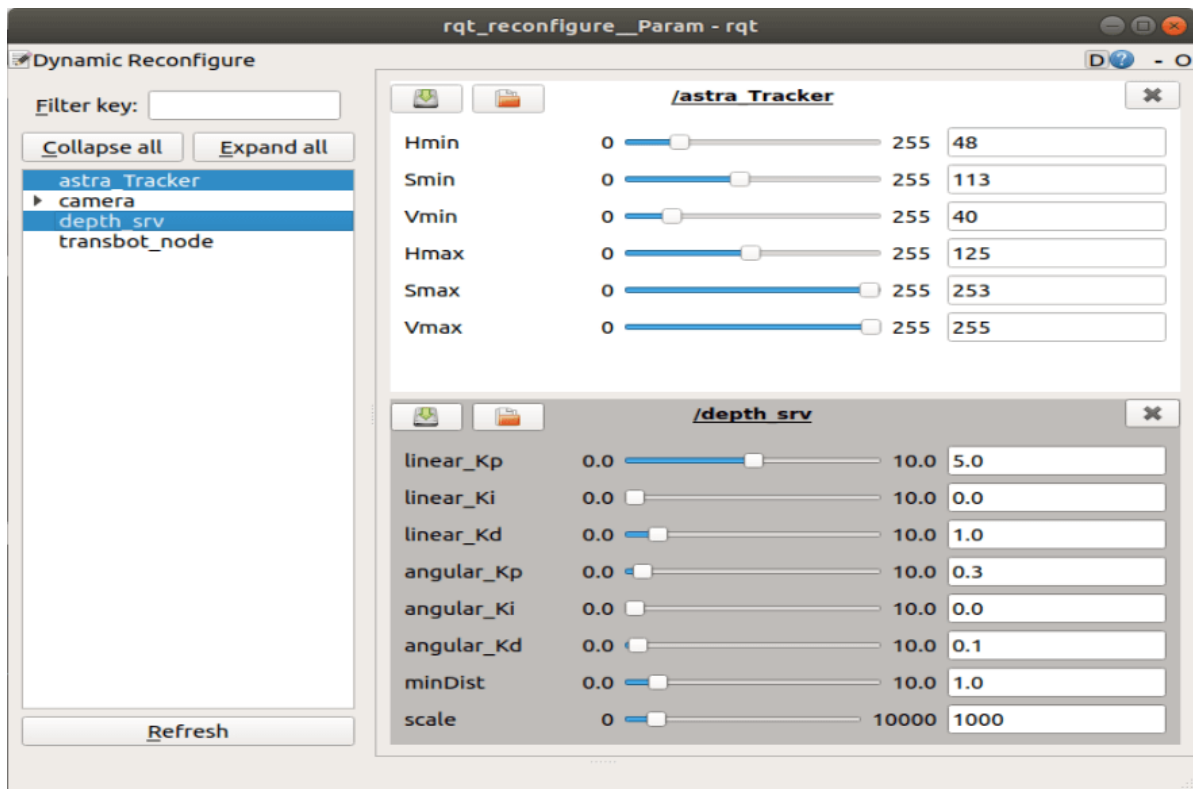 rqt_reconfigure__Param - rqt
Dynamic Reconfigure
D ? - O
Filter key:
Collapse all Expand all
astra_Tracker
camera
depth_srv
transbot_node
Refresh
/astra_Tracker
Hmin 0 255 48
Smin 0 255 113
Vmin 0 255 40
Hmax 0 255 125
Smax 0 255 253
Vmax 0 255 255
/depth_srv
linear_Kp 0.0 10.0 5.0
linear_Ki 0.0 10.0 0.0
linear_Kd 0.0 10.0 1.0
angular_Kp 0.0 10.0 0.3
angular_Ki 0.0 10.0 0.0
angular_Kd 0.0 10.0 0.1
minDist 0.0 10.0 1.0
scale 0 10000 1000